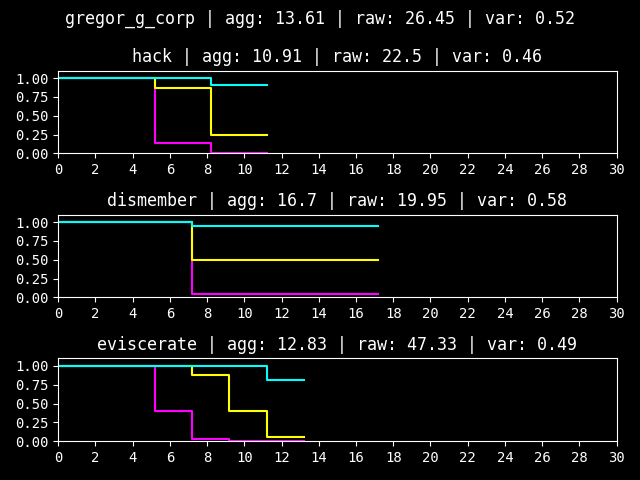 gregor_g_corp | agg: 13.61 | raw: 26.45 | var: 0.52
hack | agg: 10.91 | raw: 22.5 | var: 0.46
1.00
0.75
0.50
0.25
0.00
0 2 4 6 8 10 12 14 16 18 20 22 24 26 28 30
dismember | agg: 16.7 | raw: 19.95 | var: 0.58
1.00
0.75
0.50
0.25
0.00
0 2 4 6 8 10 12 14 16 18 20 22 24 26 28 30
eviscerate | agg: 12.83 | raw: 47.33 | var: 0.49
1.00
0.75
0.50
0.25
0.00
0 2 4 6 8 10 12 14 16 18 20 22 24 26 28 30